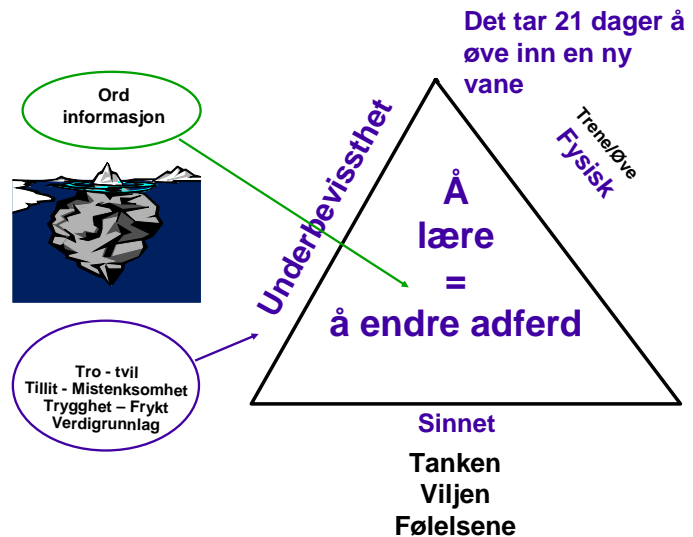 Det tar 21 dager å
øve inn en ny
vane
Ord
informasjon
Underbevissthet
Trene/Øve
Fysisk
Å
lære
=
å endre adferd
Tro - tvil
Tillit - Mistenksomhet
Trygghet – Frykt
Verdigrunnlag
Sinnet
Tanken
Viljen
Følelsene